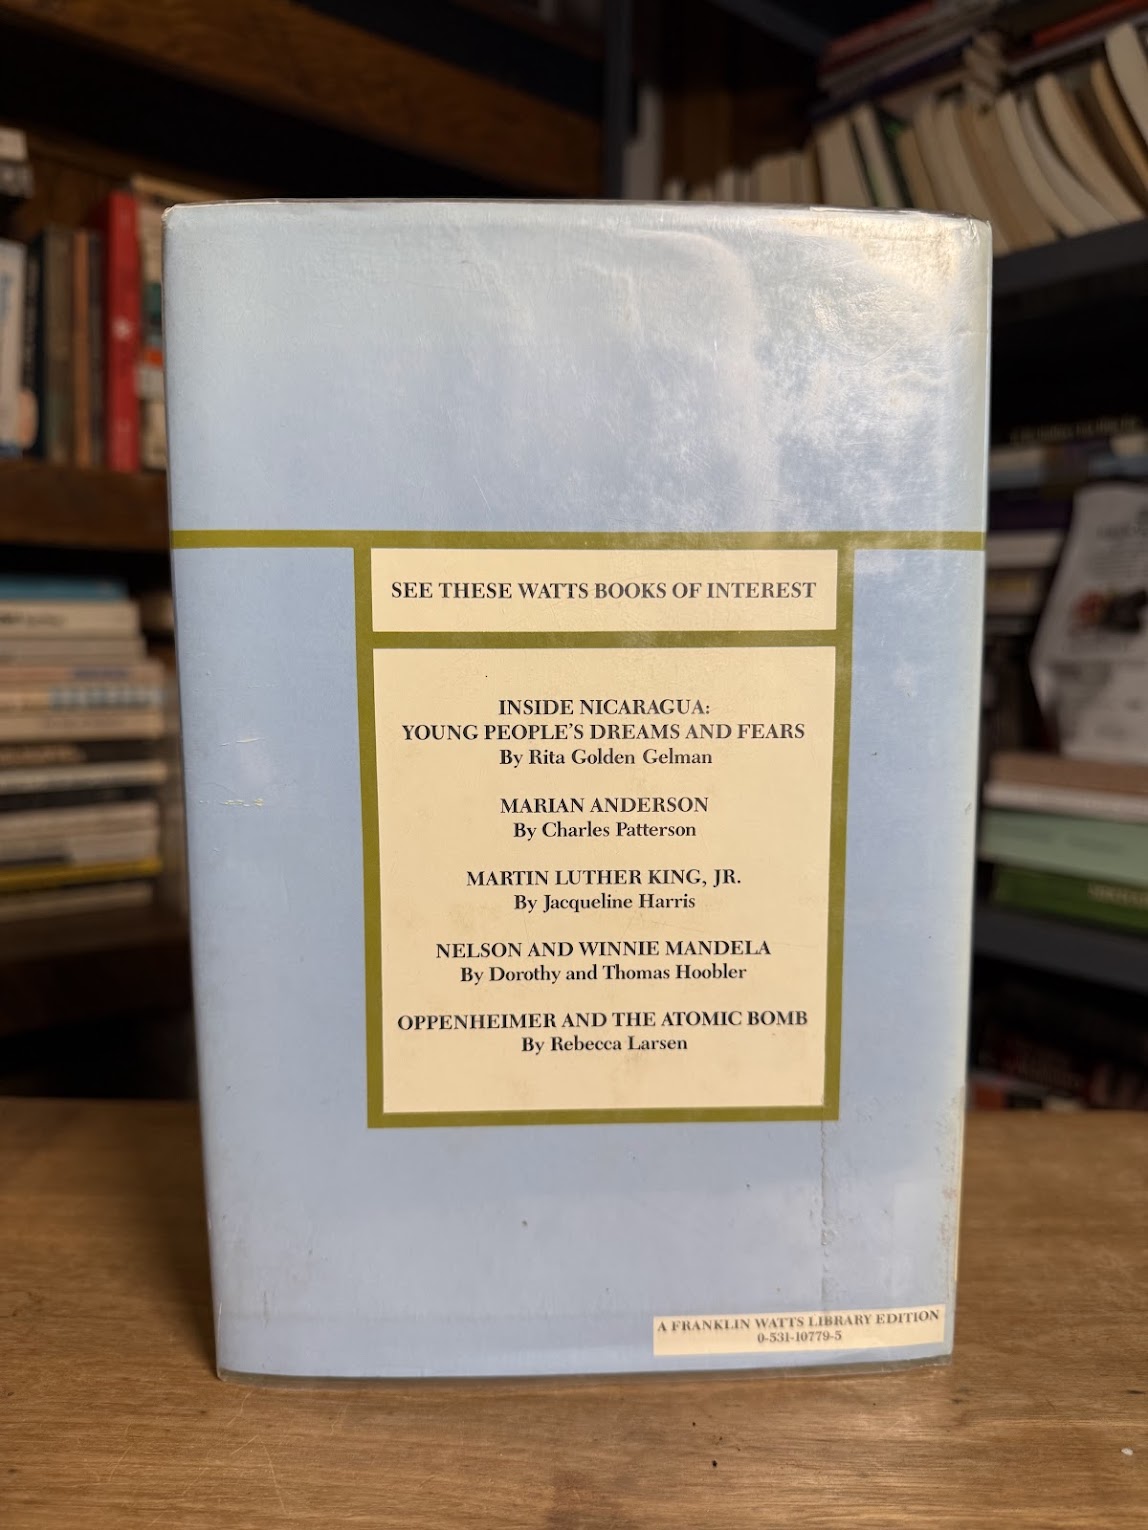 SEE THESE WATTS BOOKS OF INTEREST
INSIDE NICARAGUA:
YOUNG PEOPLE'S DREAMS AND FEARS
By Rita Golden Gelman
MARIAN ANDERSON
By Charles Patterson
MARTIN LUTHER KING, JR.
By Jacqueline Harris
NELSON AND WINNIE MANDELA
By Dorothy and Thomas Hoobler
OPPENHEIMER AND THE ATOMIC BOMB
By Rebecca Larsen
A FRANKLIN WATTS LIBRARY EDITION
0-531-10779-5